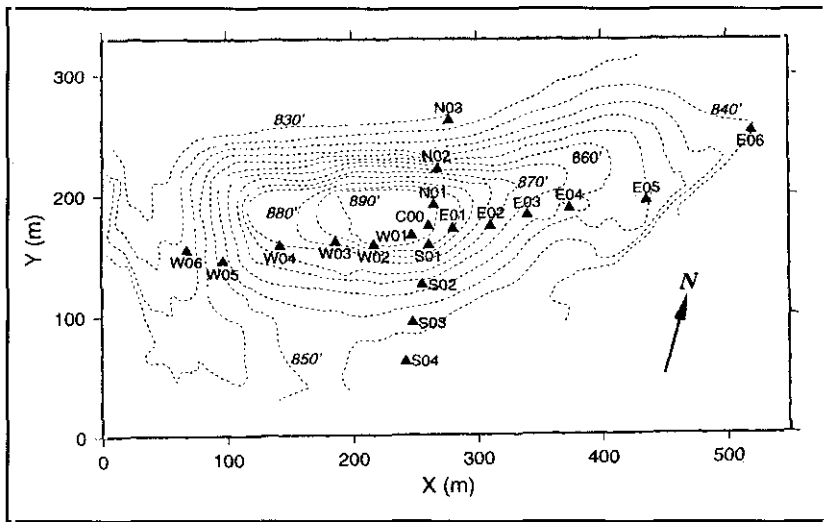 300
200
100
0
Y (m)
0
100
200
300
400
500
X (m)
830'
N03
840'
E06
N02
860'
870'
E04
E05
N01
890'
880'
C00
E01
E02
E03
W01
S01
W02
W03
W04
W05
W06
S02
S03
S04
850'
N